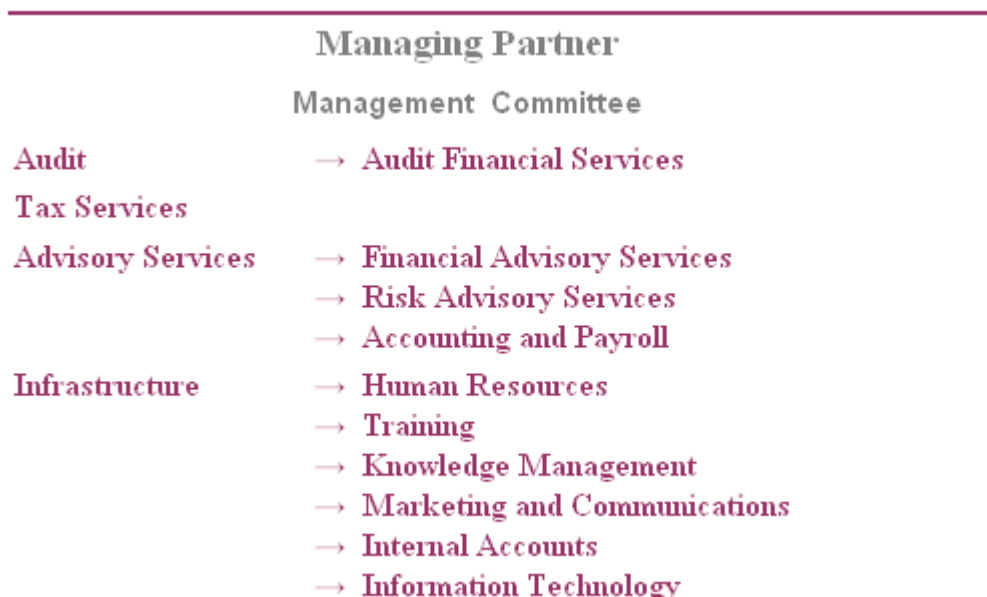 Managing Partner
Management Committee
Audit → Audit Financial Services
Tax Services
Advisory Services → Financial Advisory Services
→ Risk Advisory Services
→ Accounting and Payroll
Infrastructure → Human Resources
→ Training
→ Knowledge Management
→ Marketing and Communications
→ Internal Accounts
→ Information Technology